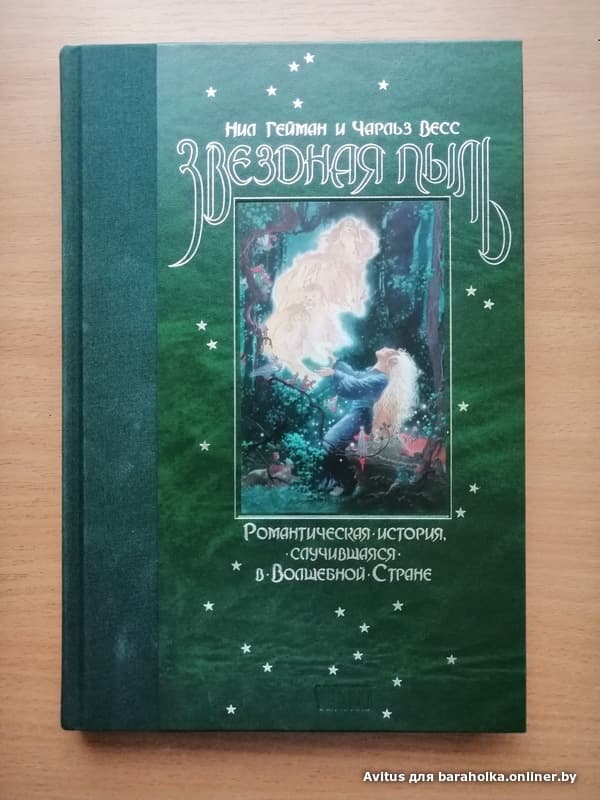 Нил Гейман и Чарльз Весс
Звездная пыль
Романтическая · история,
· случившаяся ·
в · Волшебной · Стране
Avitus для baraholka.onliner.by